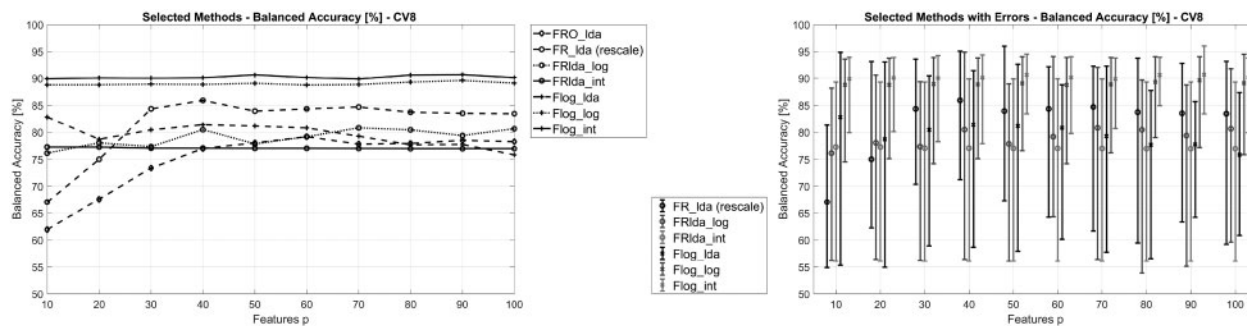 Selected Methods - Balanced Accuracy [%] - CV8
Balanced Accuracy [%]
100
95
90
85
80
75
70
65
60
55
50
10 20 30 40 50 60 70 80 90 100
Features p
FRO_lda
FR_lda (rescale)
FRlda_log
FRlda_int
Flog_lda
Flog_log
Flog_int
Selected Methods with Errors - Balanced Accuracy [%] - CV8
Balanced Accuracy [%]
100
95
90
85
80
75
70
65
60
55
50
10 20 30 40 50 60 70 80 90 100
Features p
FR_lda (rescale)
FRlda_log
FRlda_int
Flog_lda
Flog_log
Flog_int